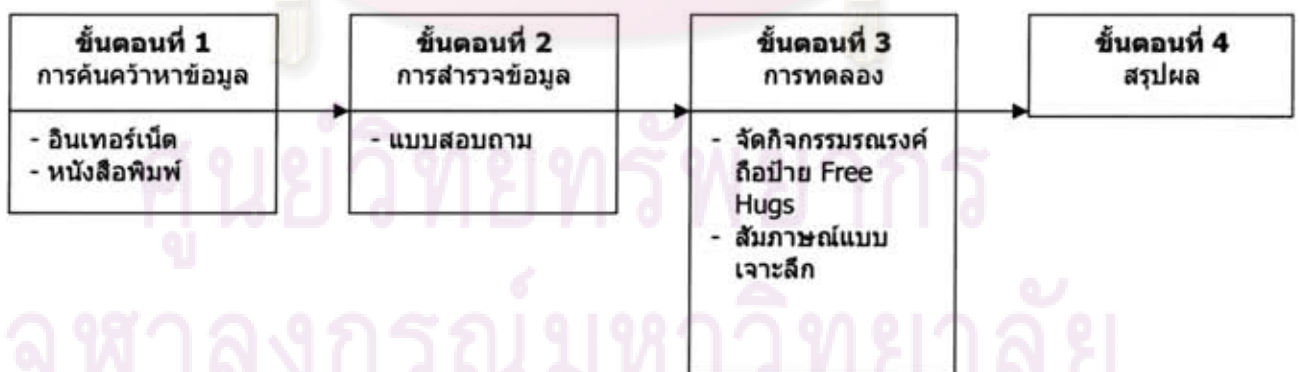 ขั้นตอนที่ 1
การค้นคว้าหาข้อมูล
- อินเทอร์เน็ต
- หนังสือพิมพ์
ขั้นตอนที่ 2
การสำรวจข้อมูล
- แบบสอบถาม
ขั้นตอนที่ 3
การทดลอง
- จัดกิจกรรมรณรงค์
ถือป้าย Free
Hugs
- สัมภาษณ์แบบ
เจาะลึก
ขั้นตอนที่ 4
สรุปผล
ศูนย์วิทยทรัพยากร
จุฬาลงกรณ์มหาวิทยาลัย